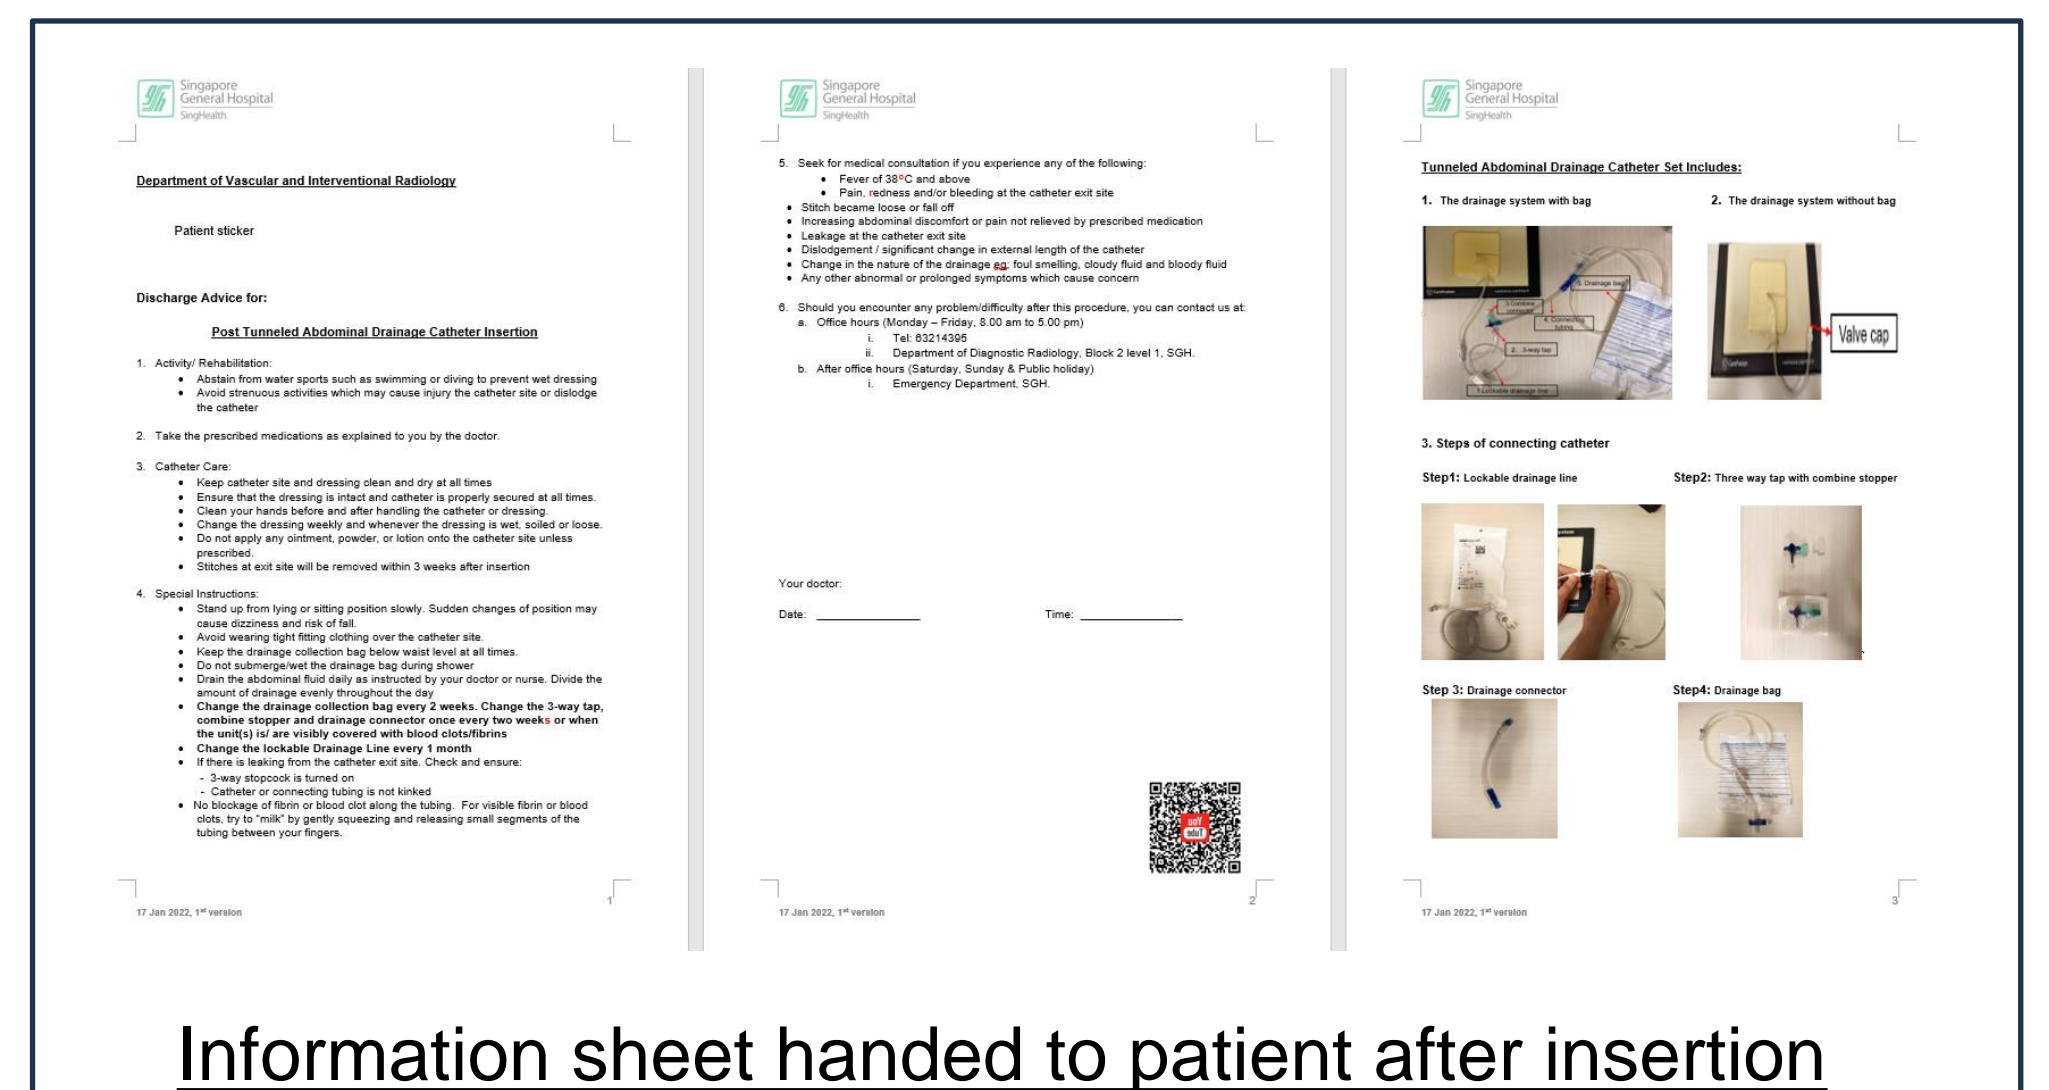 Singapore
General Hospital
SingHealth
Department of Vascular and Interventional Radiology
Patient sticker
Discharge Advice for:
Post Tunneled Abdominal Drainage Catheter Insertion
1. Activity/ Rehabilitation:
• Abstain from water sports such as swimming or diving to prevent wet dressing
• Avoid strenuous activities which may cause injury the catheter site or dislodge
the catheter
2. Take the prescribed medications as explained to you by the doctor.
3. Catheter Care:
• Keep catheter site and dressing clean and dry at all times
• Ensure that the dressing is intact and catheter is properly secured at all times.
• Clean your hands before and after handling the catheter or dressing.
• Change the dressing weekly and whenever the dressing is wet, soiled or loose.
• Do not apply any ointment, powder, or lotion onto the catheter site unless
prescribed.
• Stitches at exit site will be removed within 3 weeks after insertion
4. Special Instructions:
• Stand up from lying or sitting position slowly. Sudden changes of position may
cause dizziness and risk of fall.
• Avoid wearing tight fitting clothing over the catheter site.
• Keep the drainage collection bag below waist level at all times.
• Do not submerge/wet the drainage bag during shower
• Drain the abdominal fluid daily as instructed by your doctor or nurse. Divide the
amount of drainage evenly throughout the day
• Change the drainage collection bag every 2 weeks. Change the 3-way tap,
combine stopper and drainage connector once every two weeks or when
the unit(s) is/ are visibly covered with blood clots/fibrins
• Change the lockable Drainage Line every 1 month
• If there is leaking from the catheter exit site. Check and ensure:
- 3-way stopcock is turned on
- Catheter or connecting tubing is not kinked
• No blockage of fibrin or blood clot along the tubing. For visible fibrin or blood
clots, try to "milk" by gently squeezing and releasing small segments of the
tubing between your fingers.
1
17 Jan 2022, 1st version
Singapore
General Hospital
SingHealth
5. Seek for medical consultation if you experience any of the following:
• Fever of 38°C and above
• Pain, redness and/or bleeding at the catheter exit site
• Stitch became loose or fall off
• Increasing abdominal discomfort or pain not relieved by prescribed medication
• Leakage at the catheter exit site
• Dislodgement / significant change in external length of the catheter
• Change in the nature of the drainage eg: foul smelling, cloudy fluid and bloody fluid
• Any other abnormal or prolonged symptoms which cause concern
6. Should you encounter any problem/difficulty after this procedure, you can contact us at:
a. Office hours (Monday – Friday, 8.00 am to 5.00 pm)
i. Tel: 63214395
ii. Department of Diagnostic Radiology, Block 2 level 1, SGH.
b. After office hours (Saturday, Sunday & Public holiday)
i. Emergency Department, SGH.
Your doctor:
Date: Time:
You
Tube
2
17 Jan 2022, 1st version
Singapore
General Hospital
SingHealth
Tunneled Abdominal Drainage Catheter Set Includes:
1. The drainage system with bag
2. The drainage system without bag
5. Drainage bag
3.Combine
connector
4. Connecting
tubing
2. 3-way tap
1.Lockable drainage line
Valve cap
3. Steps of connecting catheter
Step1: Lockable drainage line
Step2: Three way tap with combine stopper
Step 3: Drainage connector
Step4: Drainage bag
3
17 Jan 2022, 1st version
Information sheet handed to patient after insertion